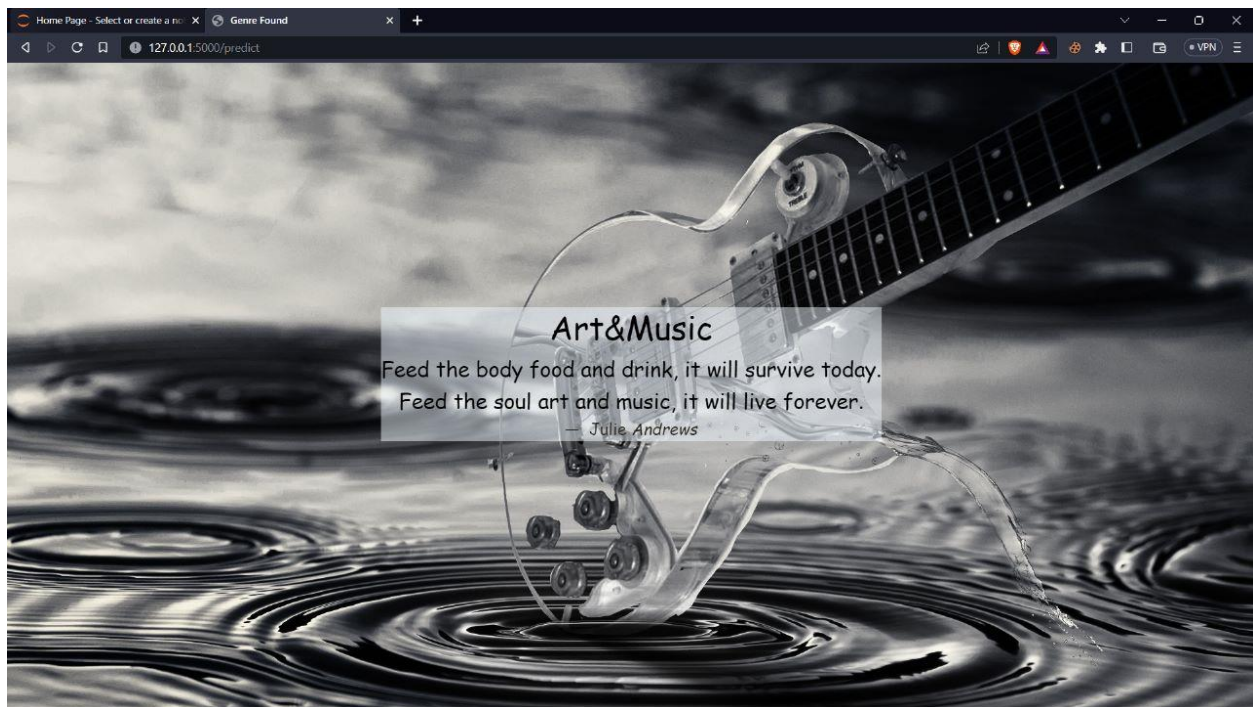 Home Page - Select or create a no
Genre Found
127.0.0.1:5000/predict
VPN
TREBLE
Art&Music
Feed the body food and drink, it will survive today.
Feed the soul art and music, it will live forever.
— Julie Andrews